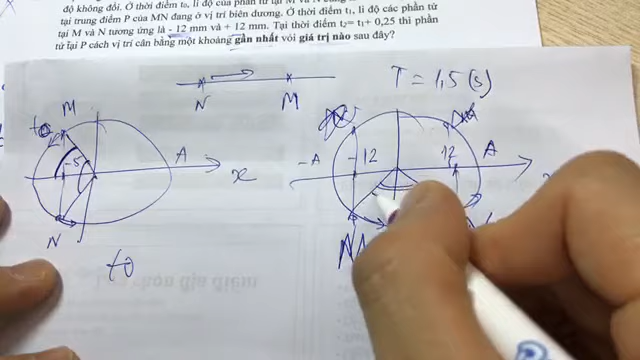 độ không đổi. Ở thời điểm t₀, li độ của phần tử tại M và N
tại trung điểm P của MN đang ở vị trí biên dương. Ở thời điểm t₁, li độ các phần tử
tại M và N tương ứng là - 12 mm và + 12 mm. Tại thời điểm t₂= t₁+ 0,25 thì phần
tử tại P cách vị trí cân bằng một khoảng gần nhất với giá trị nào sau đây?
N M
T = 1,5 (s)
M
t₀
-5 A x
N
t₀
-A -12 12 A
M